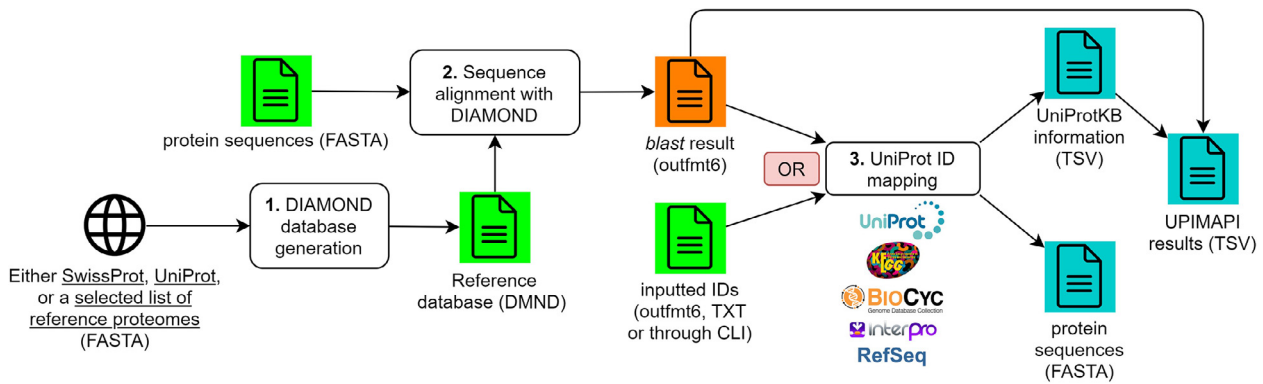 protein sequences (FASTA)
2. Sequence
alignment with
DIAMOND
blast result
(outfmt6)
UniProtKB
information
(TSV)
OR
3. UniProt ID
mapping
1. DIAMOND
database
generation
Either SwissProt, UniProt,
or a selected list of
reference proteomes
(FASTA)
Reference
database (DMND)
inputted IDs
(outfmt6, TXT
or through CLI)
UniProt
KEGG
BIOCYC
Genome Database Collection
interpro
RefSeq
UPIMAPI
results (TSV)
protein
sequences
(FASTA)